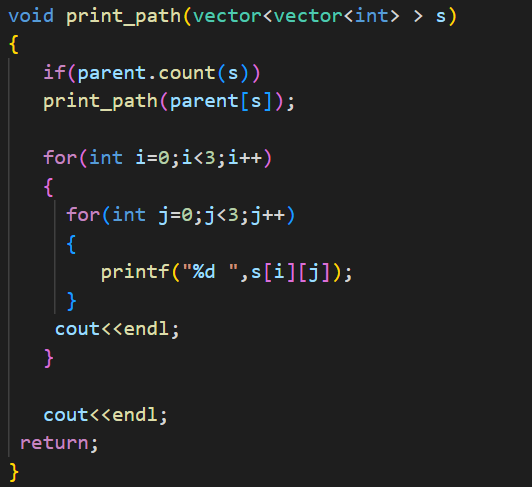 void print_path(vector<vector<int> > s)
{
if(parent.count(s))
print_path(parent[s]);
for(int i=0;i<3;i++)
{
for(int j=0;j<3;j++)
{
printf("%d ",s[i][j]);
}
cout<<endl;
}
cout<<endl;
return;
}